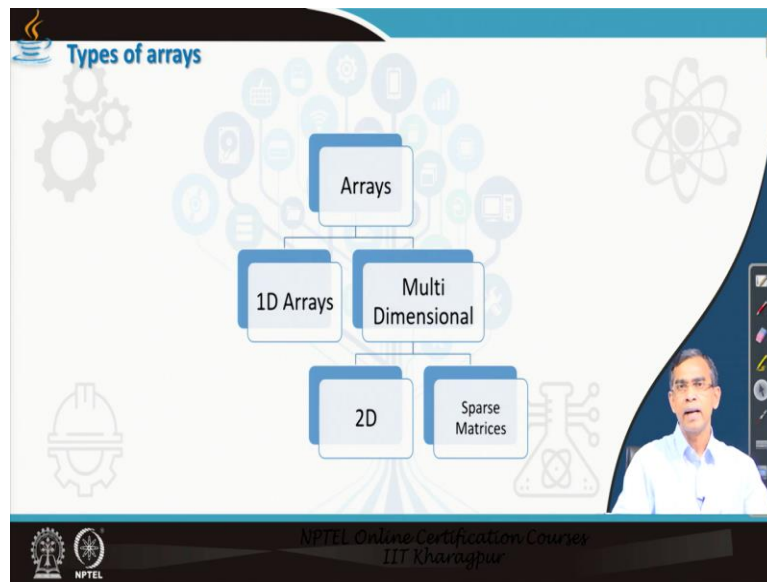 Types of arrays
Arrays
1D Arrays
Multi
Dimensional
2D
Sparse
Matrices
NPTEL Online Certification Courses
IIT Kharagpur
NPTEL